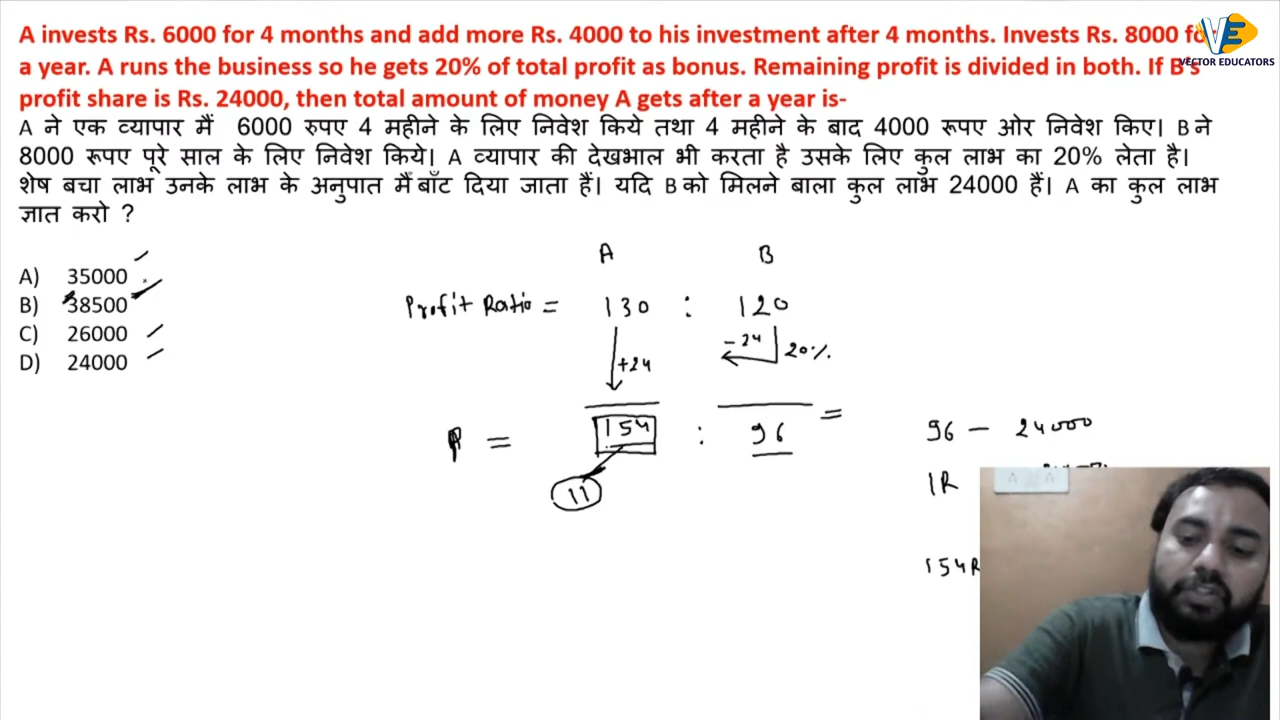 A invests Rs. 6000 for 4 months and add more Rs. 4000 to his investment after 4 months. Invests Rs. 8000
a year. A runs the business so he gets 20% of total profit as bonus. Remaining profit is divided in both. If B's
profit share is Rs. 24000, then total amount of money A gets after a year is-
VE
VECTOR EDUCATORS
A ने एक व्यापार मैं 6000 रुपए 4 महीने के लिए निवेश किये तथा 4 महीने के बाद 4000 रूपए ओर निवेश किए। B ने
8000 रूपए पूरे साल के लिए निवेश किये। A व्यापार की देखभाल भी करता है उसके लिए कुल लाभ का 20% लेता है।
शेष बचा लाभ उनके लाभ के अनुपात मैं बाँट दिया जाता हैं। यदि B को मिलने बाला कुल लाभ 24000 हैं। A का कुल लाभ
ज्ञात करो ?
A) 35000
B) 38500
C) 26000
D) 24000
A B
Profit Ratio = 130 : 120
+24 -24 20%
= 154 : 96 =
11
96 - 24000
1R
154R